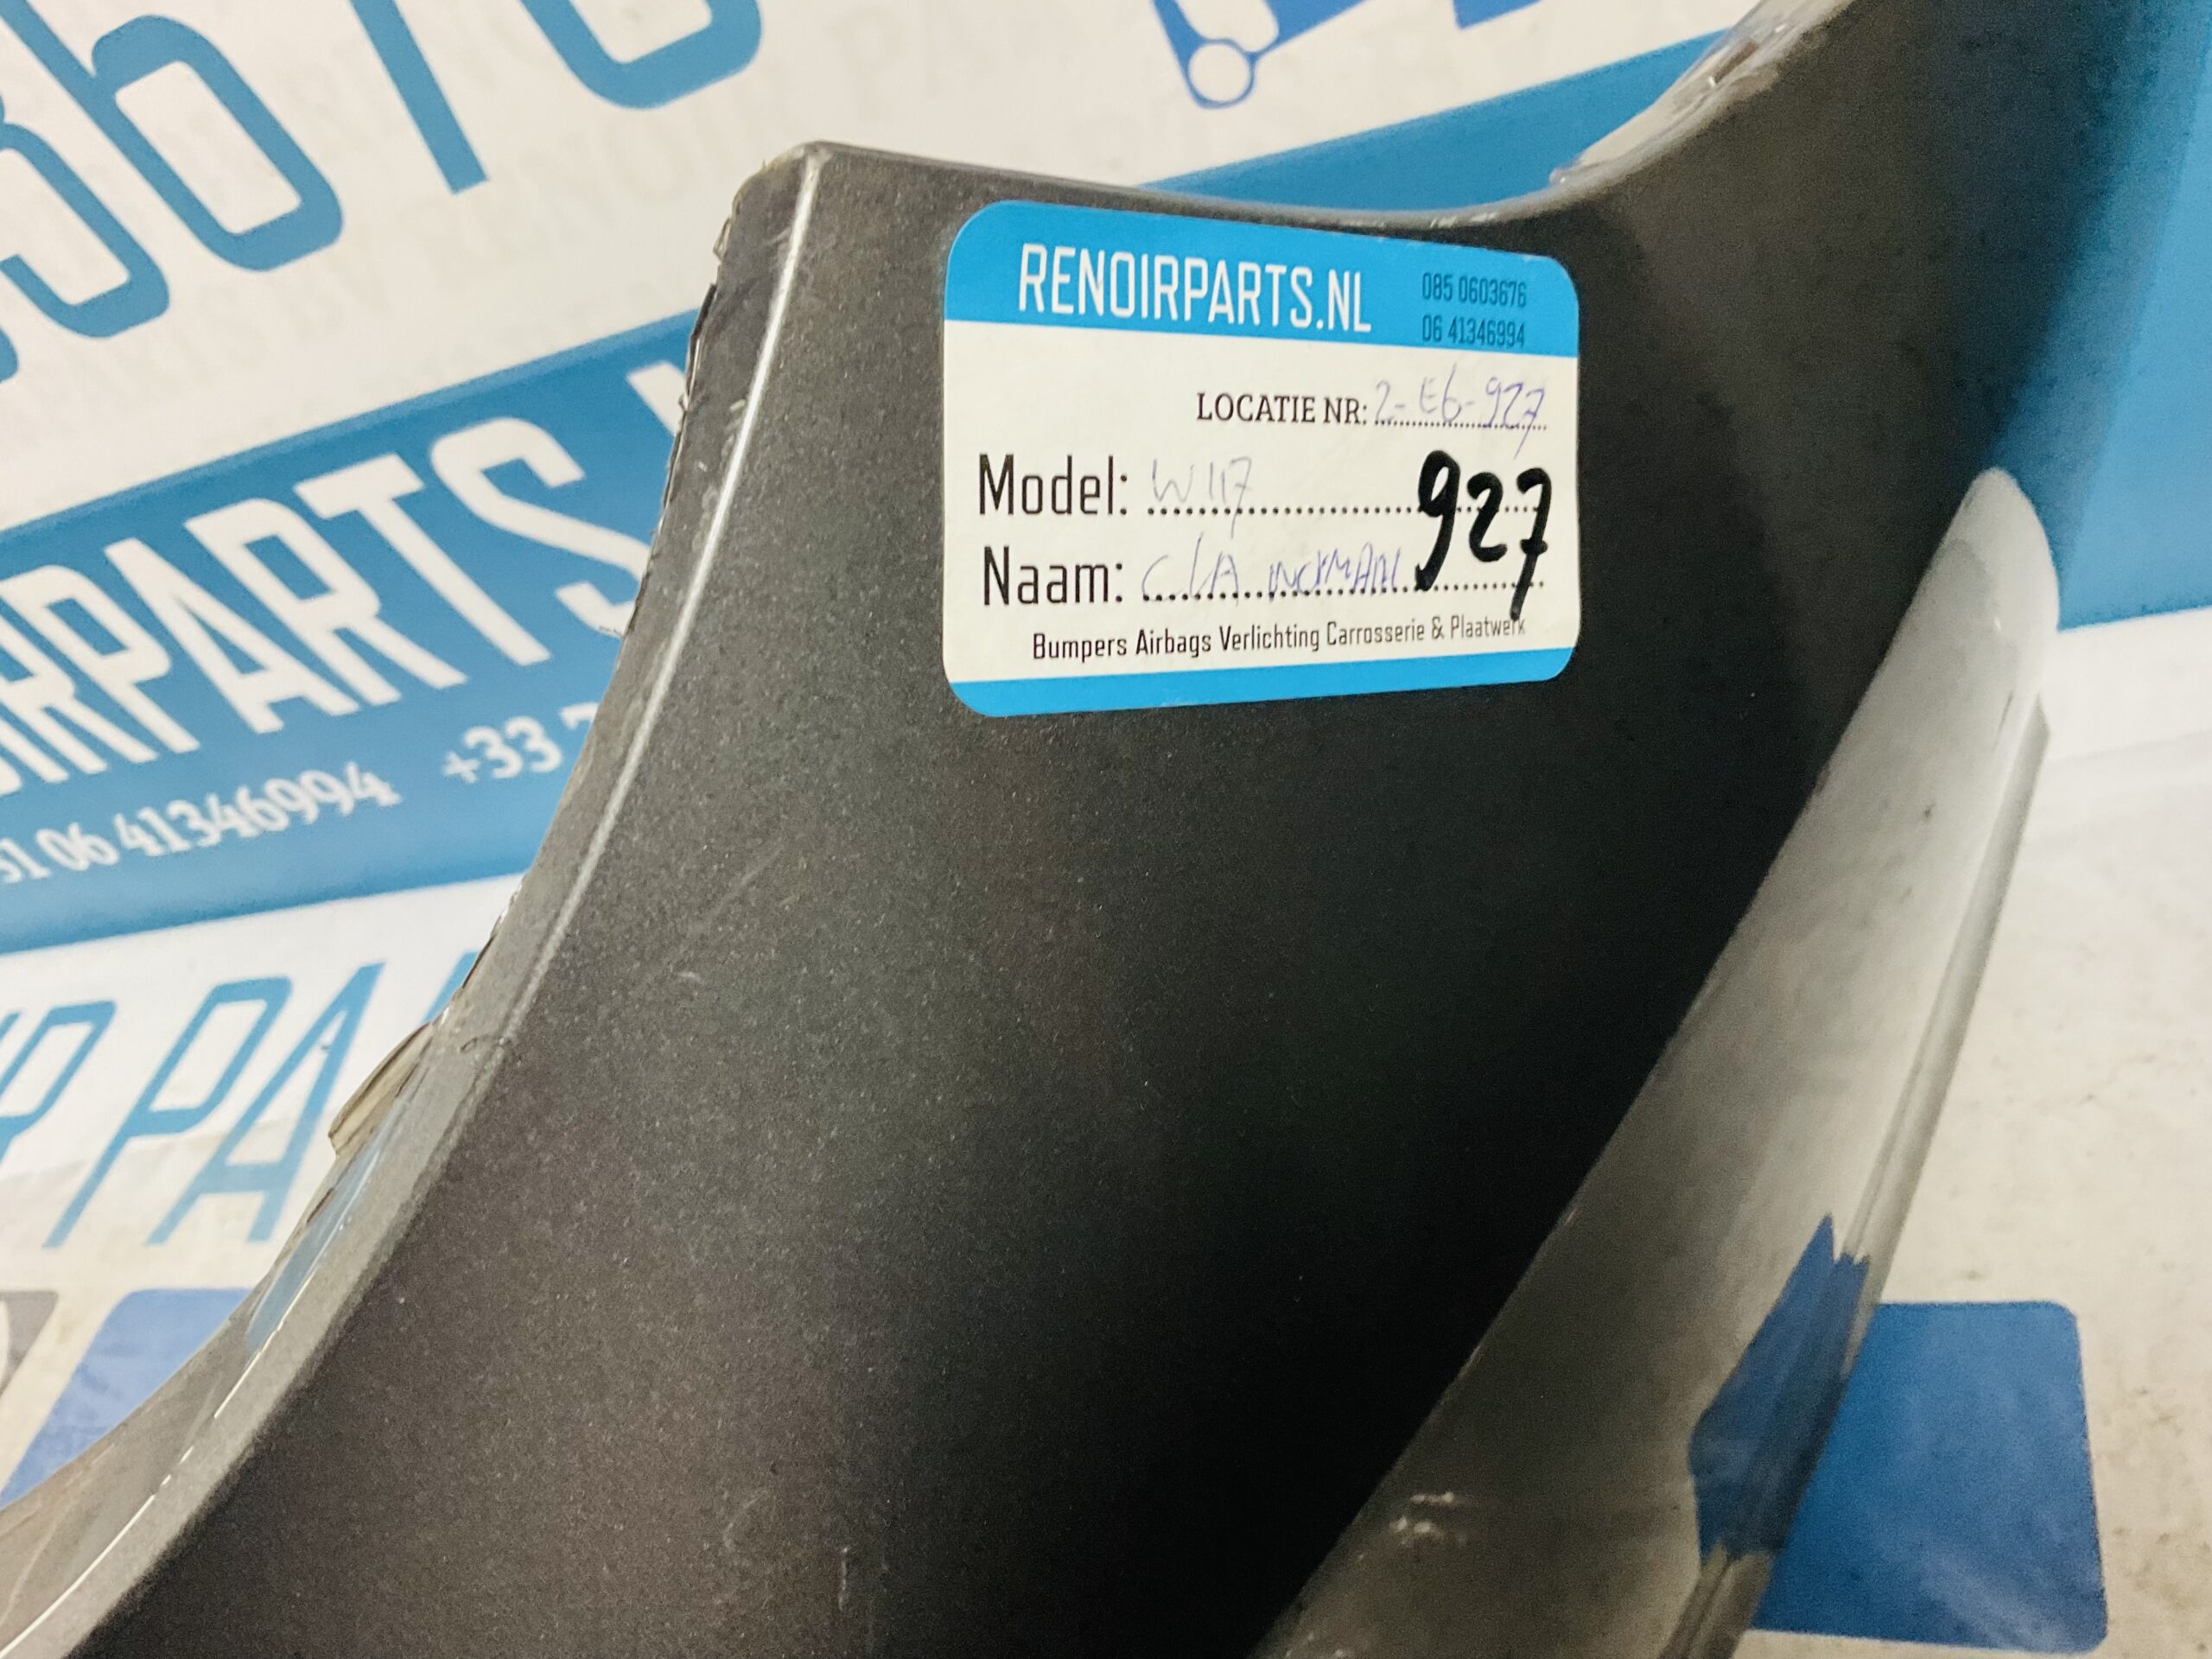 RENOIRPARTS.NL
085 0603676
06 41346994
LOCATIE NR: 2-E6-927
Model: W117
927
Naam: CLA NORMAAL
Bumpers Airbags Verlichting Carrosserie & Plaatwerk
IRPARTS.
06 41346994 +33